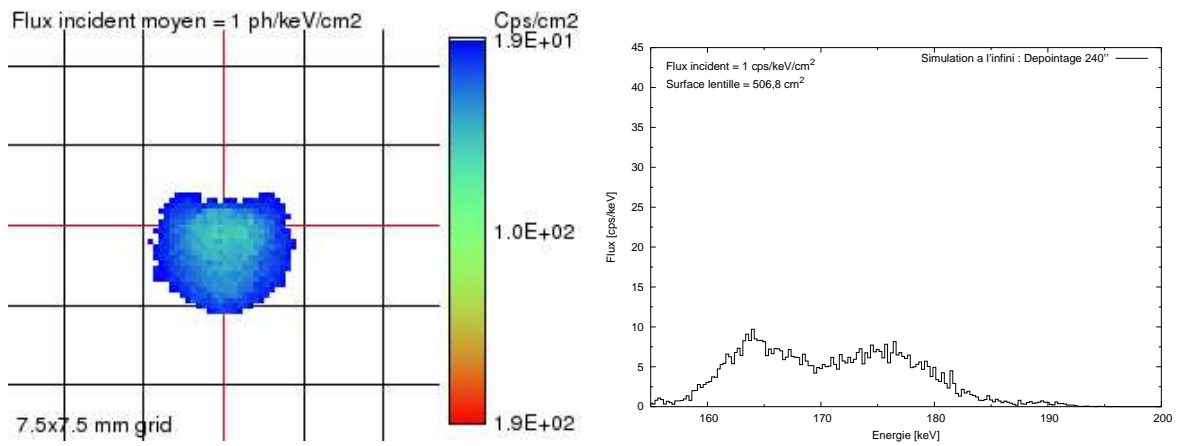 Flux incident moyen = 1 ph/keV/cm2
Cps/cm2
1.9E+01
1.0E+02
1.9E+02
7.5x7.5 mm grid
Flux incident = 1 cps/keV/cm²
Surface lentille = 506,8 cm²
Simulation a l'infini : Depointage 240''
Flux [cps/keV]
45
40
35
30
25
20
15
10
5
0
160
170
180
190
200
Energie [keV]